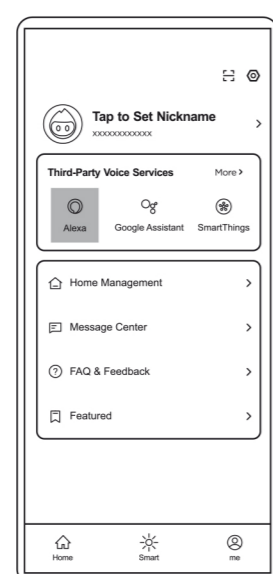 Tap to Set Nickname
xxxxxxxxxxxx
Third-Party Voice Services More
Alexa Google Assistant SmartThings
Home Management
Message Center
FAQ & Feedback
Featured
Home Smart me